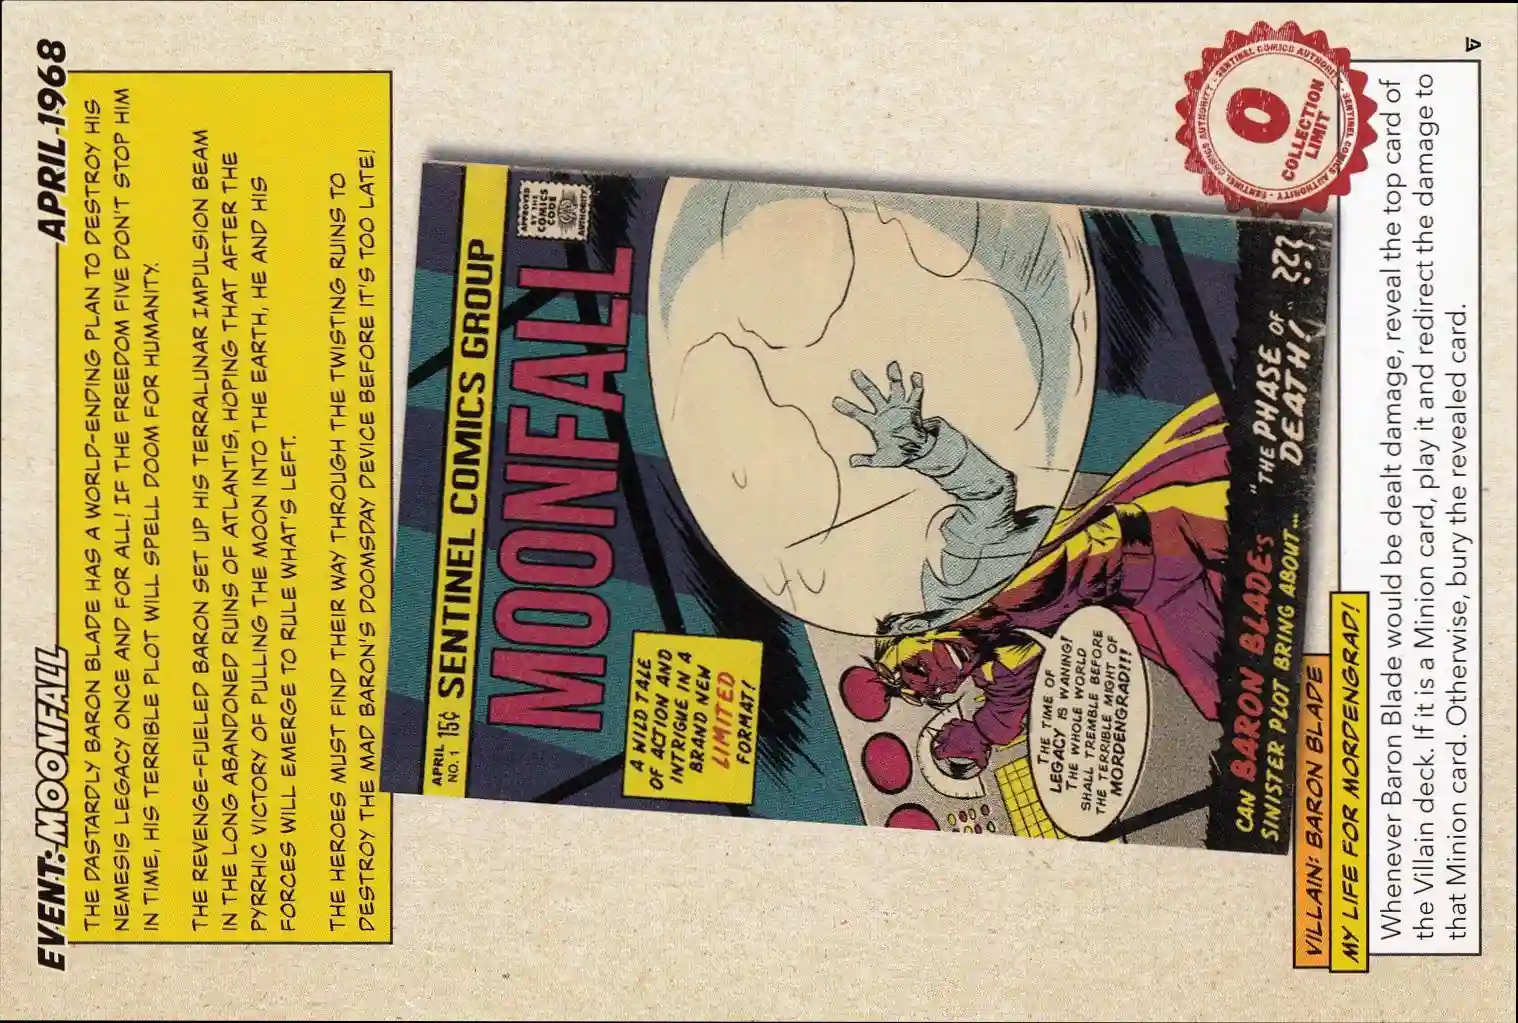 EVENT: MOONFALL
APRIL 1968
THE DASTARDLY BARON BLADE HAS A WORLD-ENDING PLAN TO DESTROY HIS
NEMESIS LEGACY ONCE AND FOR ALL! IF THE FREEDOM FIVE DON'T STOP HIM
IN TIME, HIS TERRIBLE PLOT WILL SPELL DOOM FOR HUMANITY.
THE REVENGE-FUELED BARON SET UP HIS TERRALUNAR IMPULSION BEAM
IN THE LONG ABANDONED RUINS OF ATLANTIS, HOPING THAT AFTER THE
PYRRHIC VICTORY OF PULLING THE MOON INTO THE EARTH, HE AND HIS
FORCES WILL EMERGE TO RULE WHAT'S LEFT.
THE HEROES MUST FIND THEIR WAY THROUGH THE TWISTING RUINS TO
DESTROY THE MAD BARON'S DOOMSDAY DEVICE BEFORE IT'S TOO LATE!
APRIL
NO. 1
15¢
SENTINEL COMICS GROUP
APPROVED
BY THE
COMICS
CODE
AUTHORITY
MOONFALL
A WILD TALE
OF ACTION AND
INTRIGUE IN A
BRAND NEW
LIMITED
FORMAT!
THE TIME OF
LEGACY IS WANING!
THE WHOLE WORLD
SHALL TREMBLE BEFORE
THE TERRIBLE MIGHT OF
MORDENGRAD!!!
CAN BARON BLADE'S
SINISTER PLOT BRING ABOUT...
"THE PHASE OF
DEATH!"
???
SENTINEL COMICS AUTHORITY • SENTINEL COMICS AUTHORITY • SENTINEL COMICS AUTHORITY •
0
COLLECTION
LIMIT
VILLAIN: BARON BLADE
MY LIFE FOR MORDENGRAD!
A
Whenever Baron Blade would be dealt damage, reveal the top card of
the Villain deck. If it is a Minion card, play it and redirect the damage to
that Minion card. Otherwise, bury the revealed card.